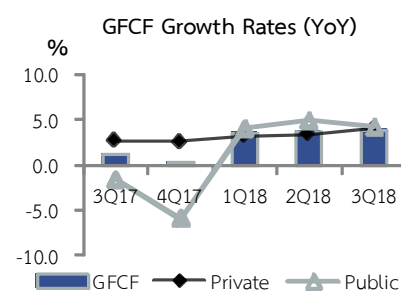 GFCF Growth Rates (YoY)
%
10.0
5.0
0.0
-5.0
-10.0
3Q17 4Q17 1Q18 2Q18 3Q18
GFCF Private Public